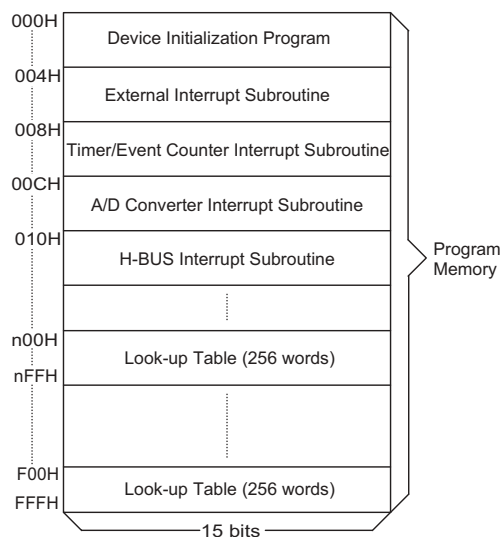 000H
Device Initialization Program
004H
External Interrupt Subroutine
008H
Timer/Event Counter Interrupt Subroutine
00CH
A/D Converter Interrupt Subroutine
010H
H-BUS Interrupt Subroutine
Program
Memory
n00H
Look-up Table (256 words)
nFFH
F00H
Look-up Table (256 words)
FFFH
15 bits